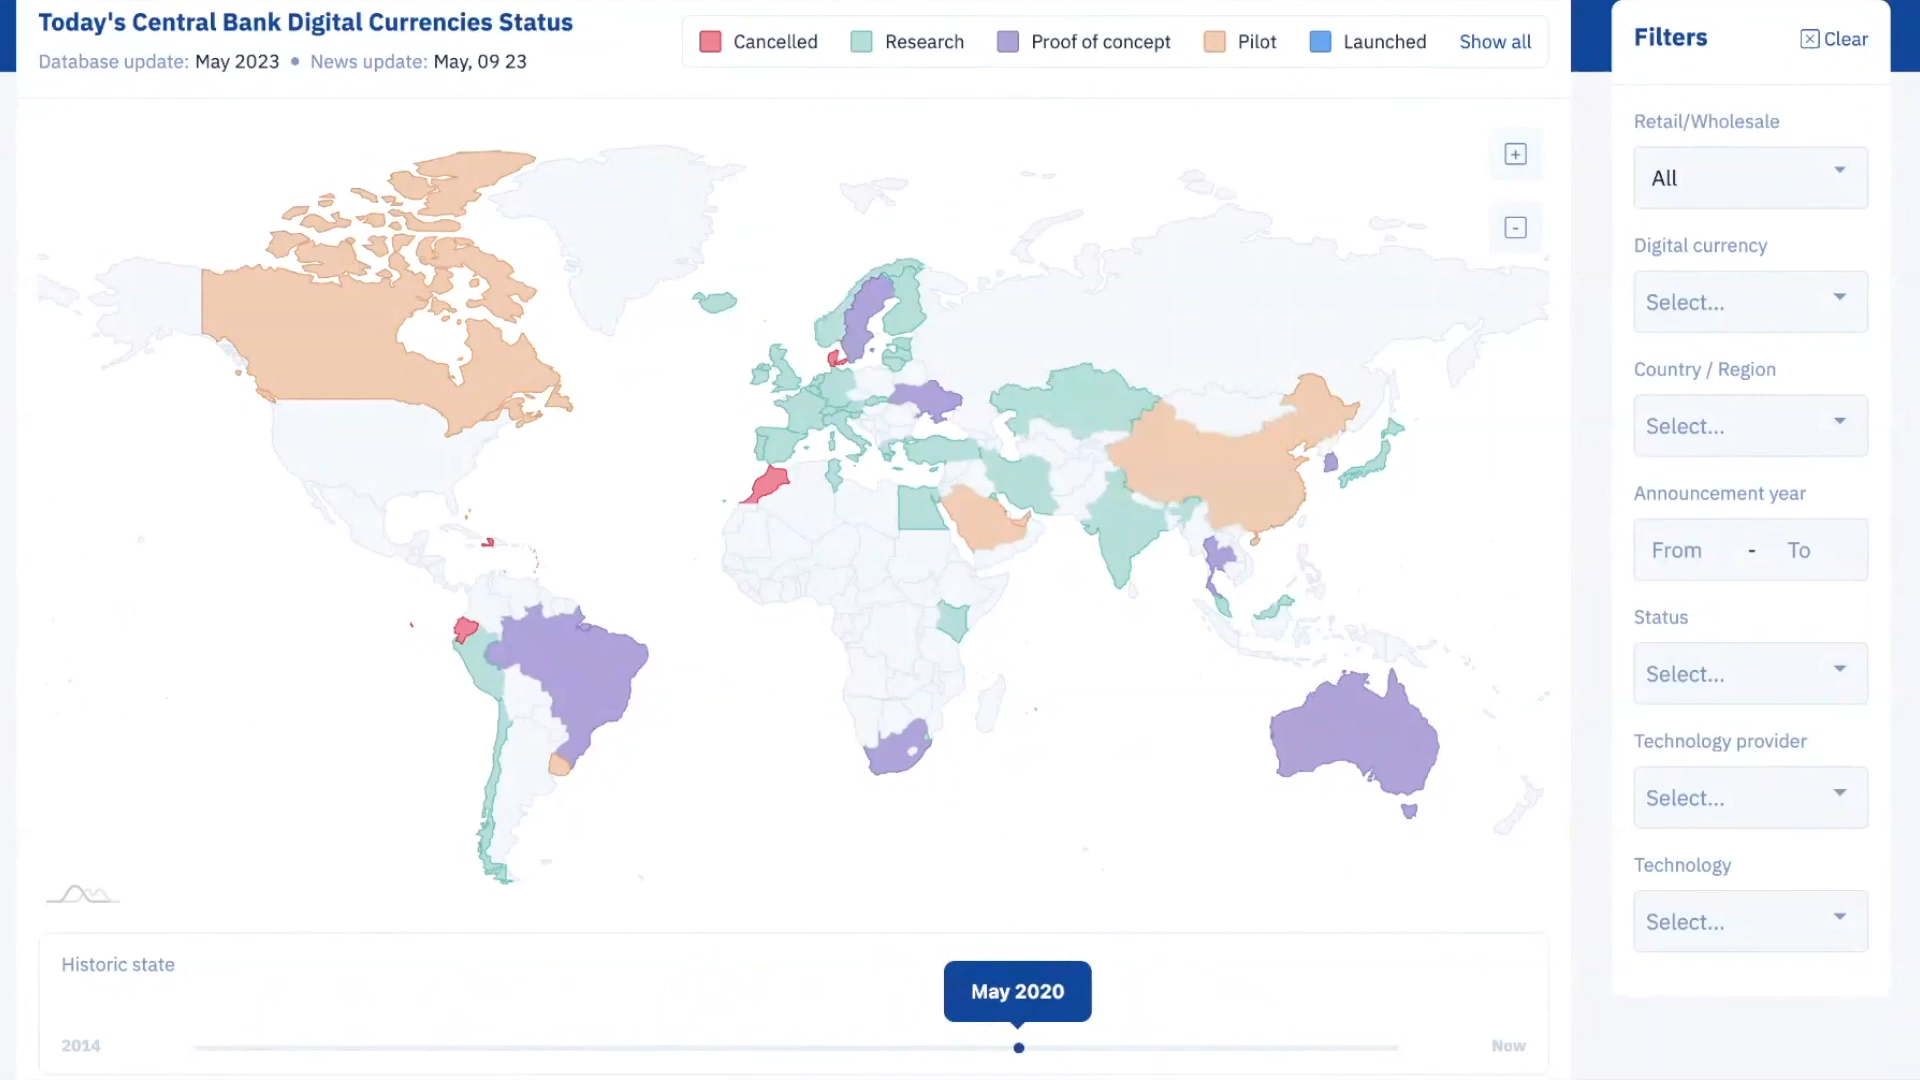 Today's Central Bank Digital Currencies Status
Database update: May 2023 • News update: May, 09 23
Cancelled
Research
Proof of concept
Pilot
Launched
Show all
+
-
Historic state
May 2020
2014
Now
Filters
Clear
Retail/Wholesale
All
Digital currency
Select...
Country / Region
Select...
Announcement year
From - To
Status
Select...
Technology provider
Select...
Technology
Select...